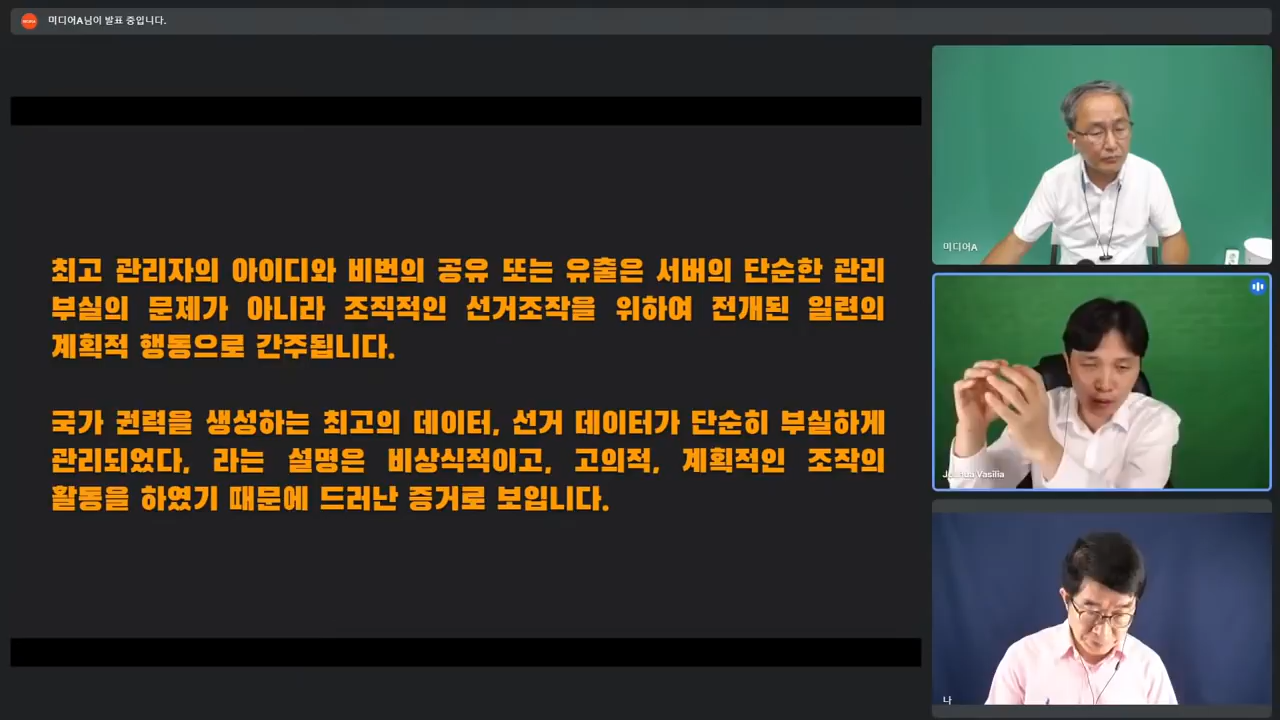 미디어A님이 발표 중입니다.
최고 관리자의 아이디와 비번의 공유 또는 유출은 서버의 단순한 관리
부실의 문제가 아니라 조직적인 선거조작을 위하여 전개된 일련의
계획적 행동으로 간주됩니다.
국가 권력을 생성하는 최고의 데이터, 선거 데이터가 단순히 부실하게
관리되었다, 라는 설명은 비상식적이고, 고의적, 계획적인 조작의
활동을 하였기 때문에 드러난 증거로 보입니다.
미디어A
Joshua Vasilia
나